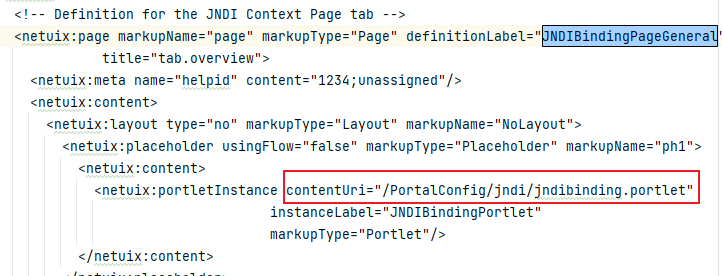 <!-- Definition for the JNDI Context Page tab -->
<netuix:page markupName="page" markupType="Page" definitionLabel="JNDIBindingPageGeneral"
title="tab.overview">
<netuix:meta name="helpid" content="1234;unassigned"/>
<netuix:content>
<netuix:layout type="no" markupType="Layout" markupName="NoLayout">
<netuix:placeholder usingFlow="false" markupType="Placeholder" markupName="ph1">
<netuix:content>
<netuix:portletInstance contentUri="/PortalConfig/jndi/jndibinding.portlet"
instanceLabel="JNDIBindingPortlet"
markupType="Portlet"/>
</netuix:content>
</netuix:placeholder>